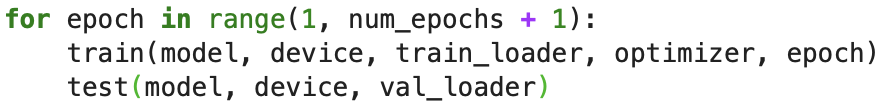 for epoch in range(1, num_epochs + 1):
    train(model, device, train_loader, optimizer, epoch)
    test(model, device, val_loader)